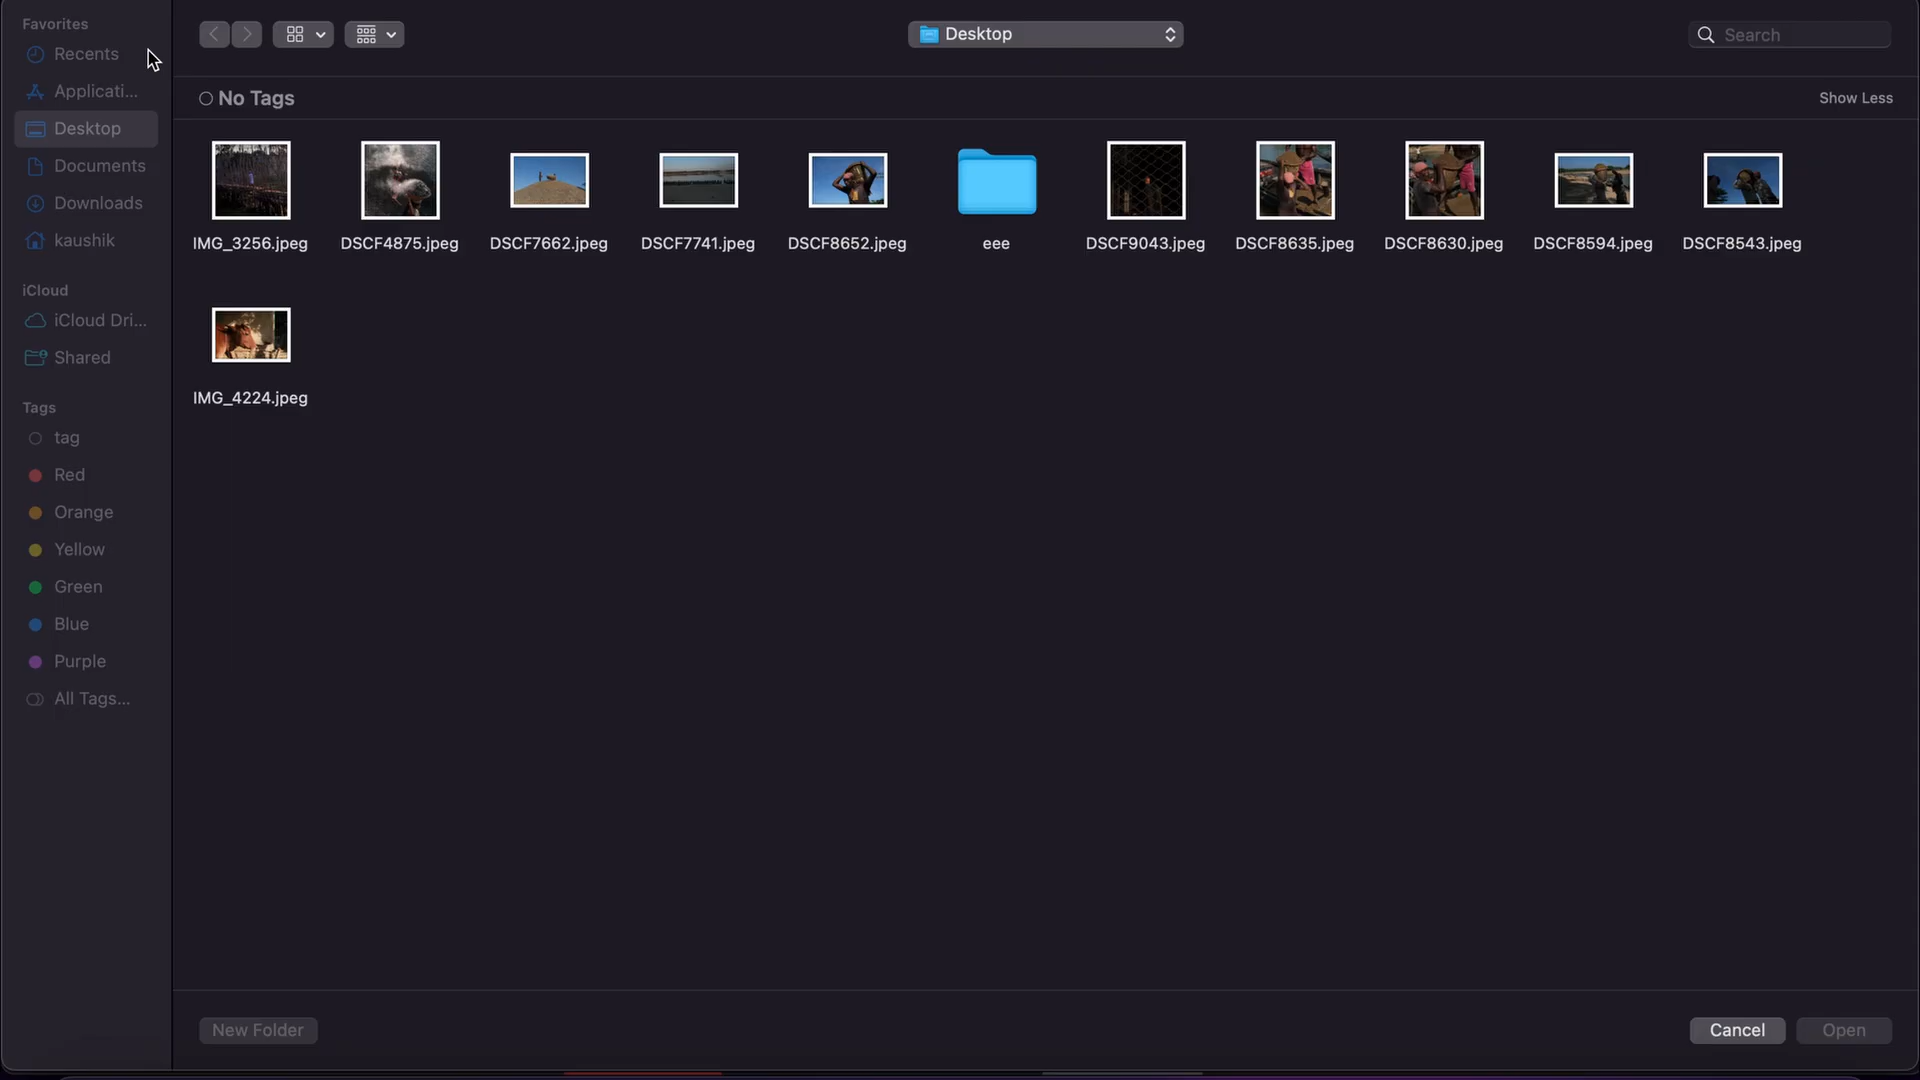 Favorites
Recents
Applicati...
Desktop
Documents
Downloads
kaushik
iCloud
iCloud Dri...
Shared
Tags
tag
Red
Orange
Yellow
Green
Blue
Purple
All Tags...
Desktop
Search
No Tags
Show Less
IMG_3256.jpeg DSCF4875.jpeg DSCF7662.jpeg DSCF7741.jpeg DSCF8652.jpeg eee DSCF9043.jpeg DSCF8635.jpeg DSCF8630.jpeg DSCF8594.jpeg DSCF8543.jpeg
IMG_4224.jpeg
New Folder
Cancel
Open